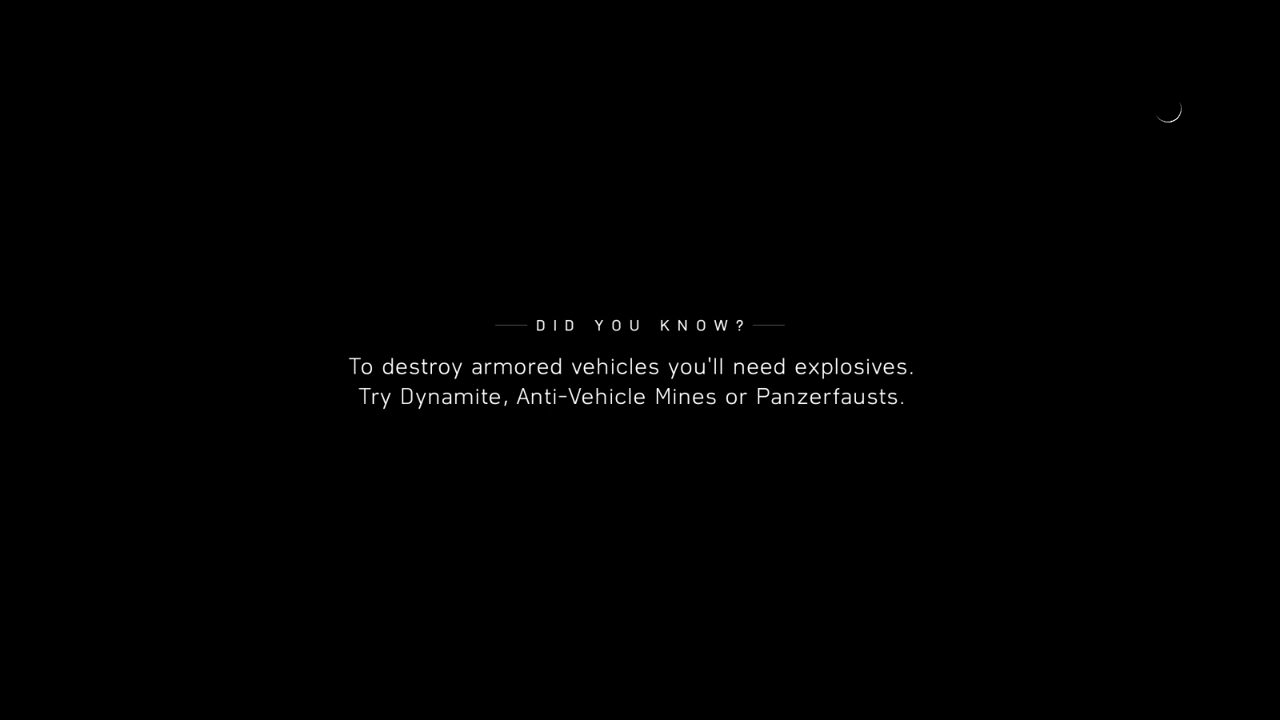 DID YOU KNOW?
To destroy armored vehicles you'll need explosives.
Try Dynamite, Anti-Vehicle Mines or Panzerfausts.